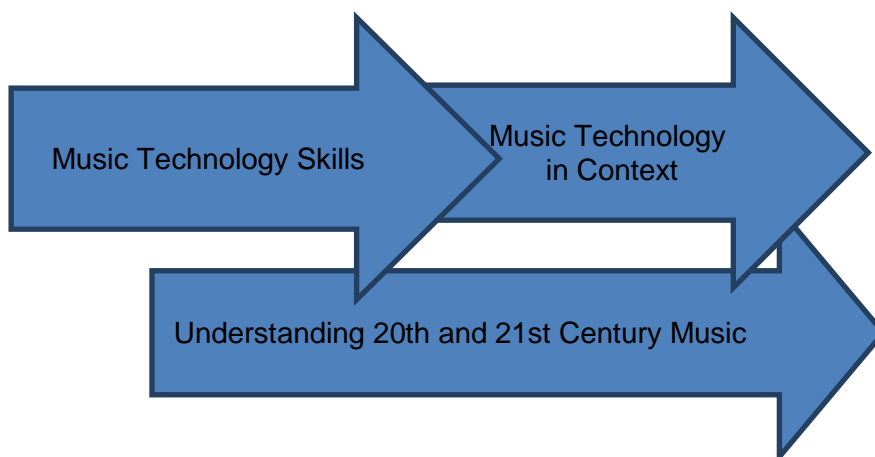 Music Technology Skills
Music Technology
in Context
Understanding 20th and 21st Century Music